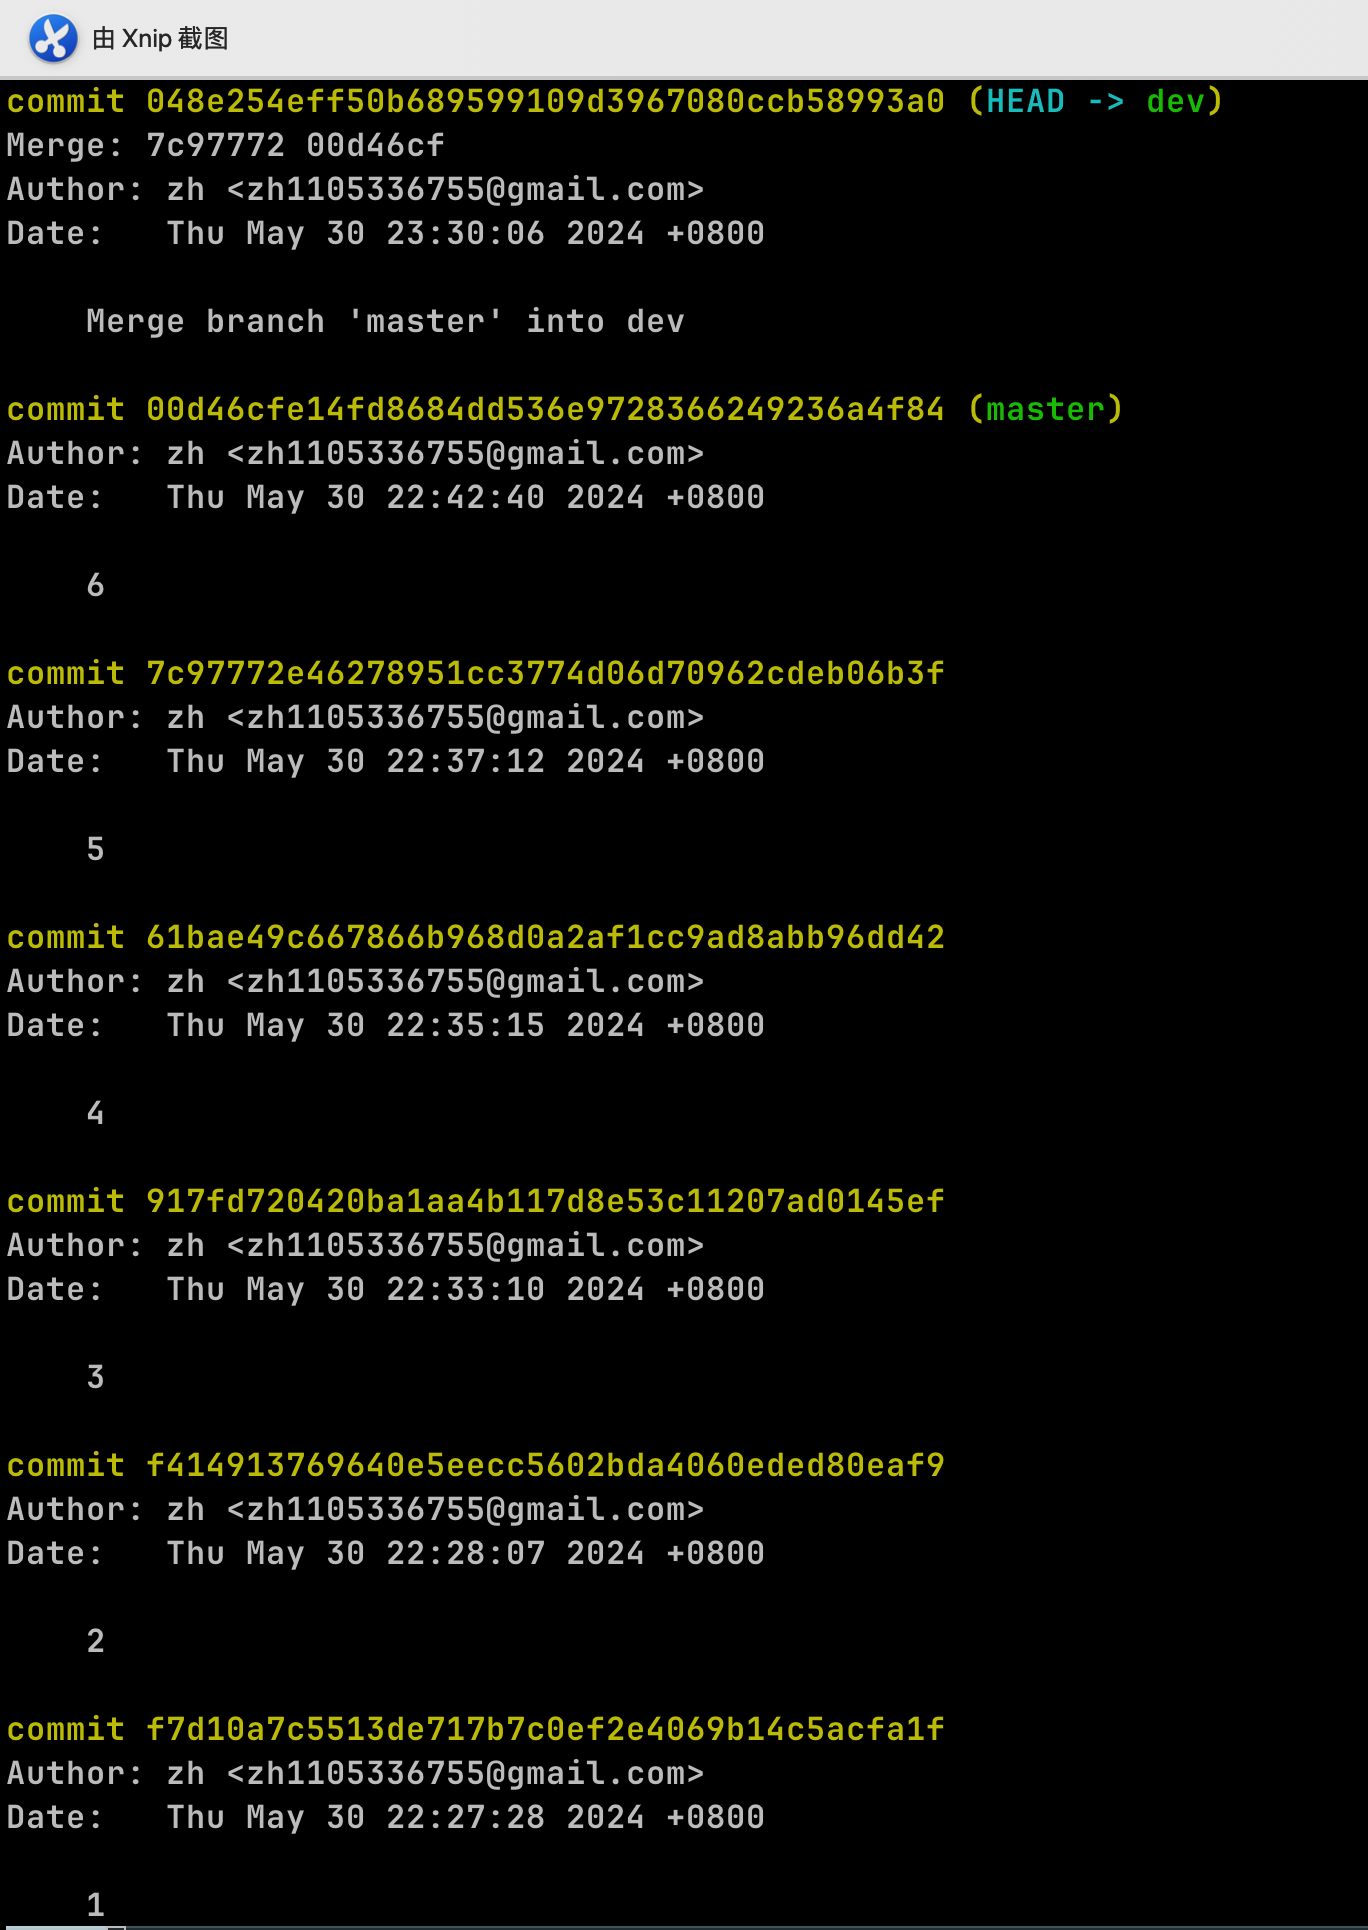 由 Xnip 截图
commit 048e254eff50b689599109d3967080ccb58993a0 (HEAD -> dev)
Merge: 7c97772 00d46cf
Author: zh <zh1105336755@gmail.com>
Date:   Thu May 30 23:30:06 2024 +0800
    Merge branch 'master' into dev
commit 00d46cfe14fd8684dd536e9728366249236a4f84 (master)
Author: zh <zh1105336755@gmail.com>
Date:   Thu May 30 22:42:40 2024 +0800
    6
commit 7c97772e46278951cc3774d06d70962cdeb06b3f
Author: zh <zh1105336755@gmail.com>
Date:   Thu May 30 22:37:12 2024 +0800
    5
commit 61bae49c667866b968d0a2af1cc9ad8abb96dd42
Author: zh <zh1105336755@gmail.com>
Date:   Thu May 30 22:35:15 2024 +0800
    4
commit 917fd720420ba1aa4b117d8e53c11207ad0145ef
Author: zh <zh1105336755@gmail.com>
Date:   Thu May 30 22:33:10 2024 +0800
    3
commit f414913769640e5eecc5602bda4060eded80eaf9
Author: zh <zh1105336755@gmail.com>
Date:   Thu May 30 22:28:07 2024 +0800
    2
commit f7d10a7c5513de717b7c0ef2e4069b14c5acfa1f
Author: zh <zh1105336755@gmail.com>
Date:   Thu May 30 22:27:28 2024 +0800
    1